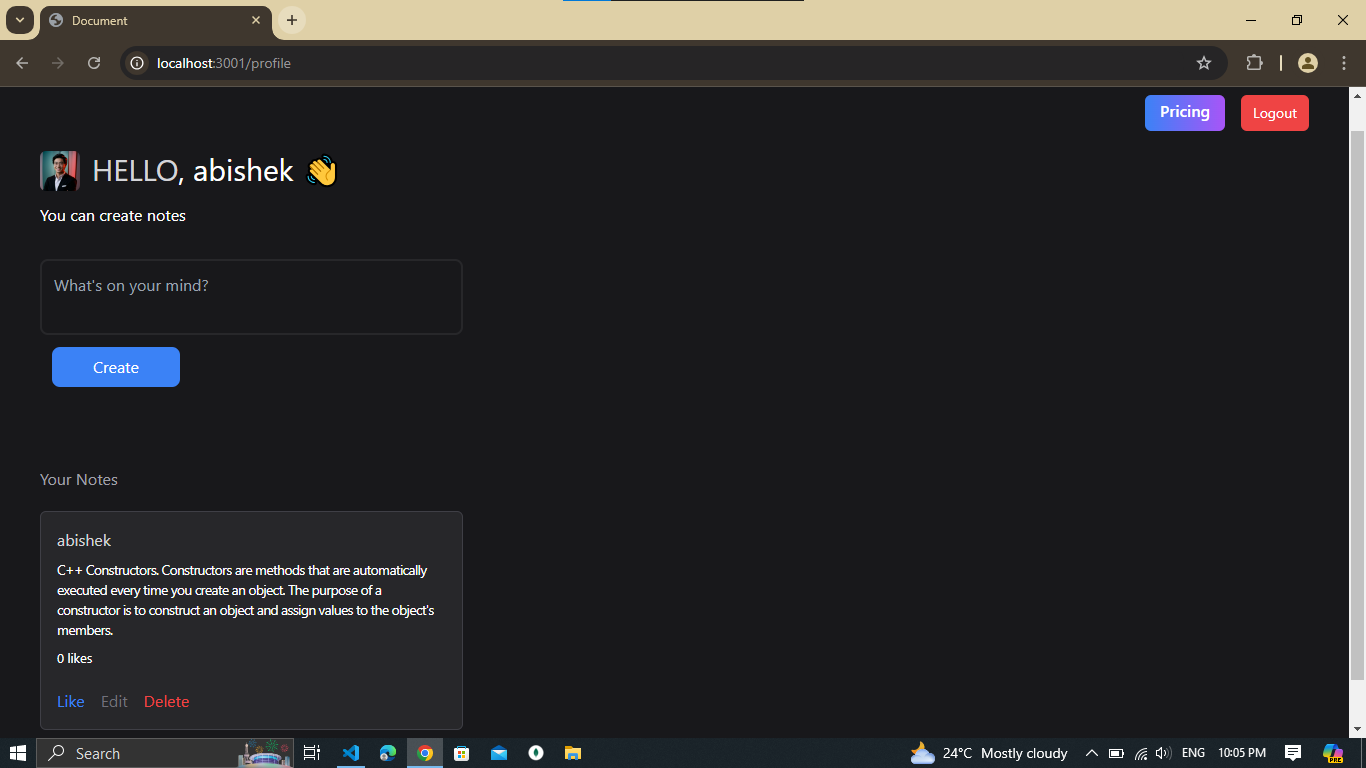 Document
localhost:3001/profile
Pricing
Logout
HELLO, abishek 👋
You can create notes
What's on your mind?
Create
Your Notes
abishek
C++ Constructors. Constructors are methods that are automatically
executed every time you create an object. The purpose of a
constructor is to construct an object and assign values to the object's
members.
0 likes
Like Edit Delete
Search
24°C Mostly cloudy
ENG
10:05 PM
PRE